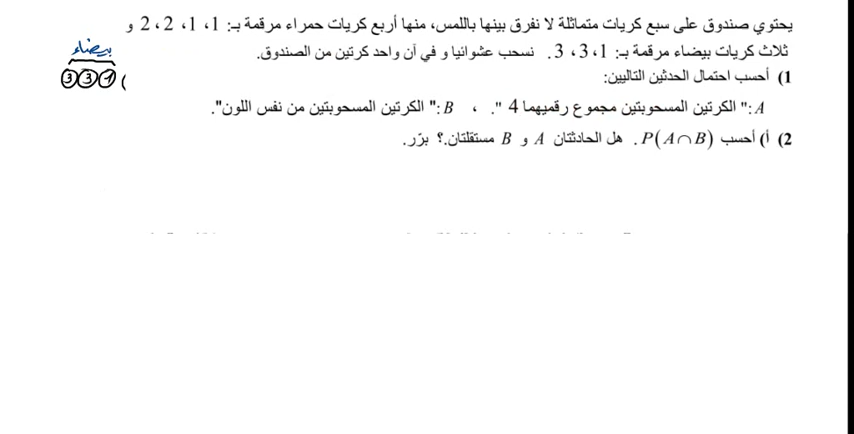 يحتوي صندوق على سبع كريات متماثلة لا نفرق بينها باللمس، منها أربع كريات حمراء مرقمة بـ: 1، 1، 2، 2 و
ثلاث كريات بيضاء مرقمة بـ: 1، 3، 3 . نسحب عشوائيا و في آن واحد كرتين من الصندوق.
1) أحسب احتمال الحدثين التاليين:
A :" الكرتين المسحوبتين مجموع رقميهما 4 ". ، B :" الكرتين المسحوبتين من نفس اللون".
2) أ) أحسب P(A∩B) . هل الحادثتان A و B مستقلتان.؟ برّر.
بيضاء
3 3 1 (